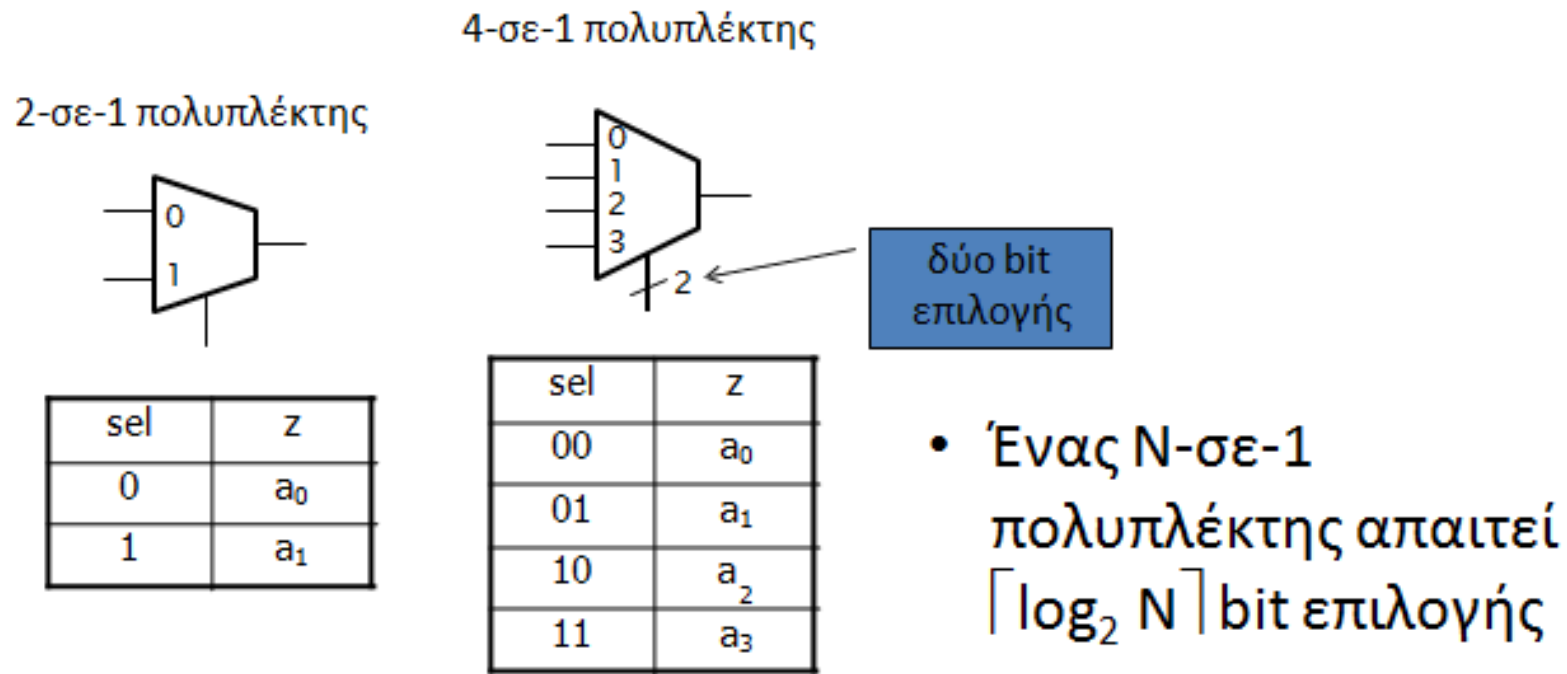 4-σε-1 πολυπλέκτης
2-σε-1 πολυπλέκτης
0
1
0
1
2
3
2
δύο bit
επιλογής
sel z
0 a₀
1 a₁
sel z
00 a₀
01 a₁
10 a₂
11 a₃
• Ένας N-σε-1
πολυπλέκτης απαιτεί
⌈log₂ N⌉ bit επιλογής